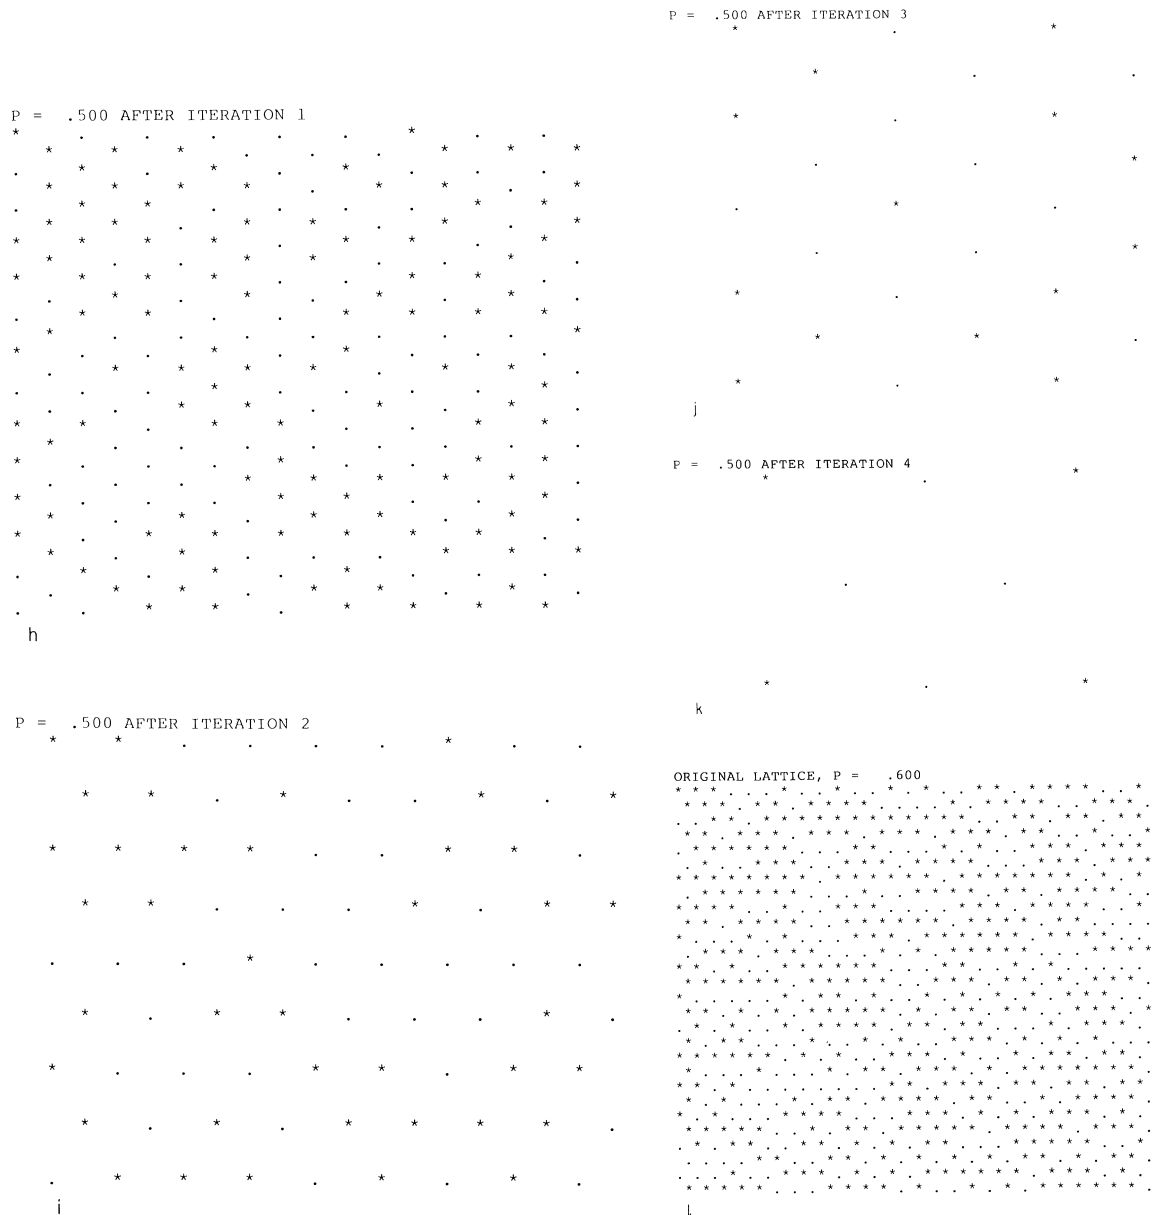 P = .500 AFTER ITERATION 1
h
P = .500 AFTER ITERATION 2
i
P = .500 AFTER ITERATION 3
j
P = .500 AFTER ITERATION 4
k
ORIGINAL LATTICE, P = .600
l